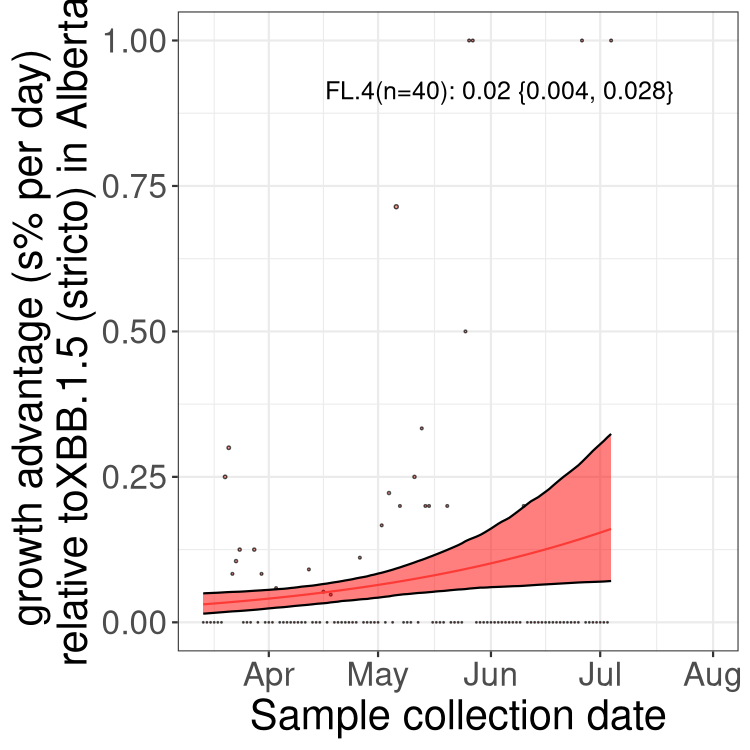 growth advantage (s% per day)
relative toXBB.1.5 (stricto) in Alberta
1.00
FL.4(n=40): 0.02 {0.004, 0.028}
0.75
0.50
0.25
0.00
Apr May Jun Jul Aug
Sample collection date